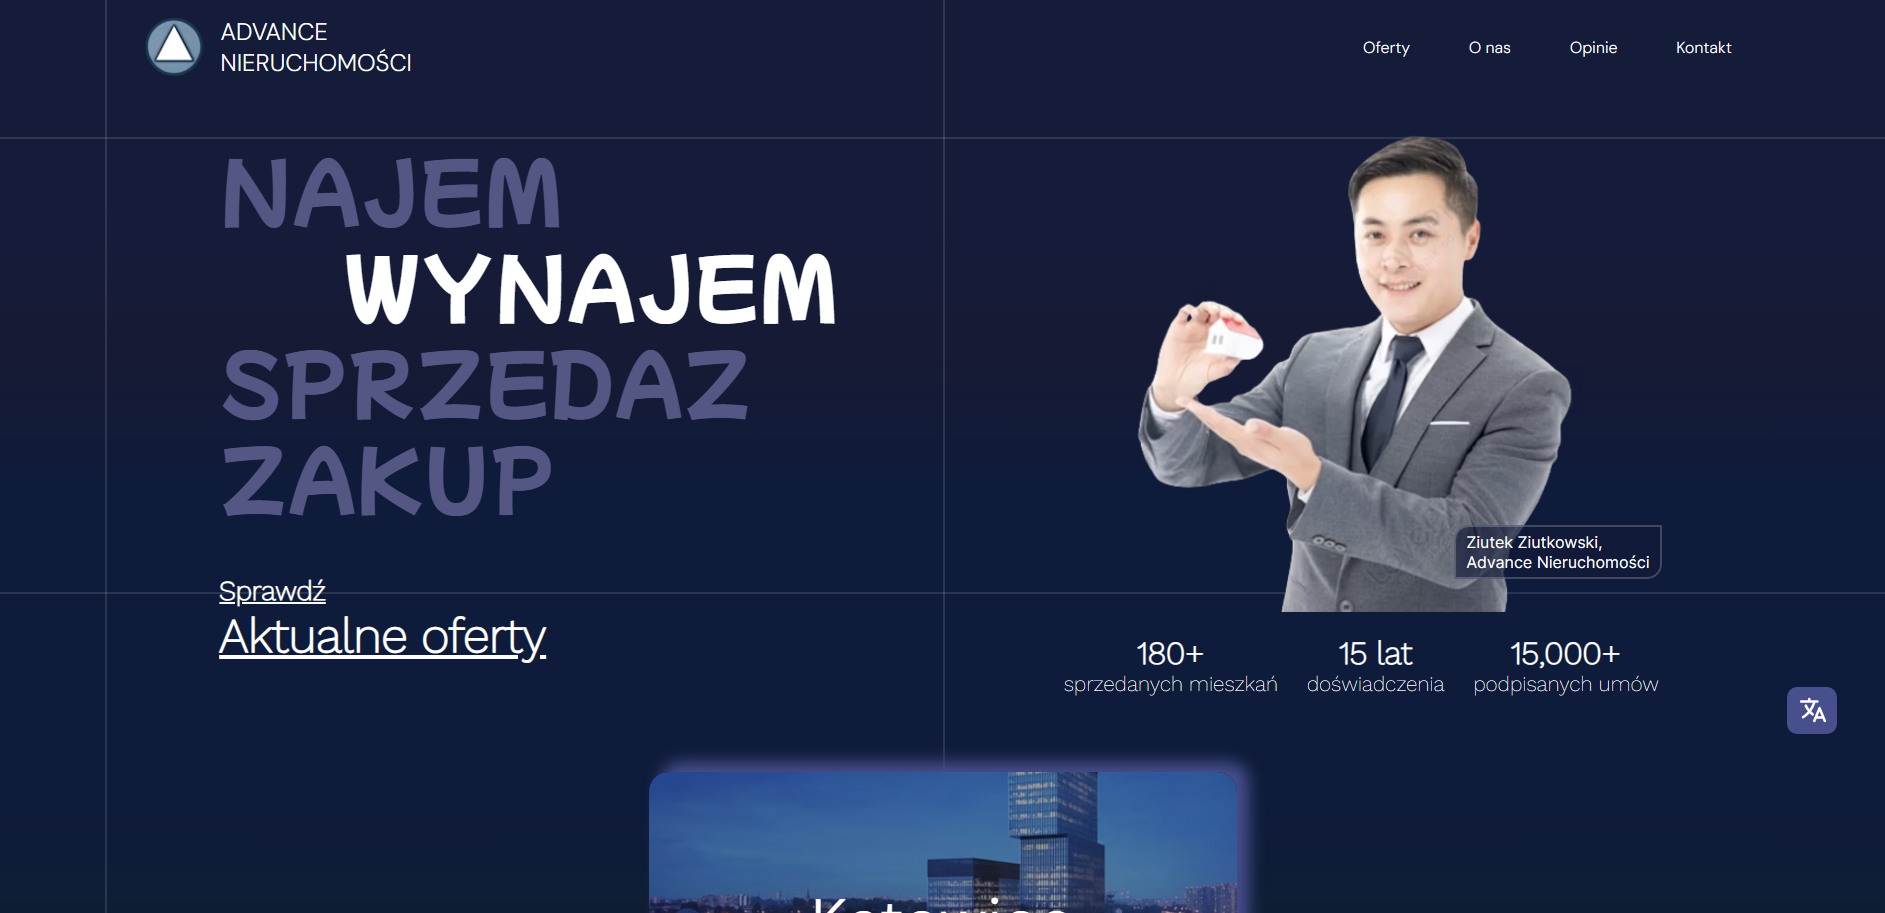 ADVANCE
NIERUCHOMOŚCI
Oferty
O nas
Opinie
Kontakt
NAJEM
WYNAJEM
SPRZEDAZ
ZAKUP
Sprawdź
Aktualne oferty
Ziutek Ziutkowski,
Advance Nieruchomości
180+
sprzedanych mieszkań
15 lat
doświadczenia
15,000+
podpisanych umów
Katowice